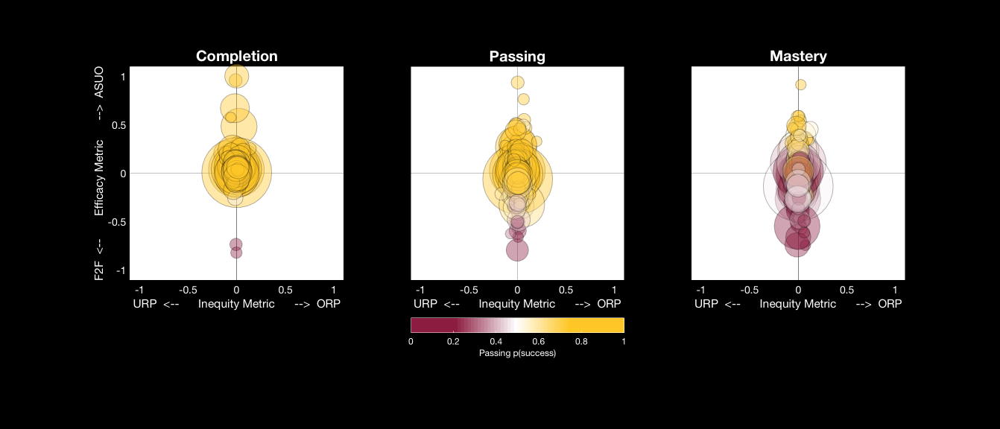 Completion
Passing
Mastery
Efficacy Metric
F2F <--
--> ASUO
1
0.5
0
-0.5
-1
-1 -0.5 0 0.5 1
URP <-- Inequity Metric --> ORP
-1 -0.5 0 0.5 1
URP <-- Inequity Metric --> ORP
-1 -0.5 0 0.5 1
URP <-- Inequity Metric --> ORP
0 0.2 0.4 0.6 0.8 1
Passing p(success)